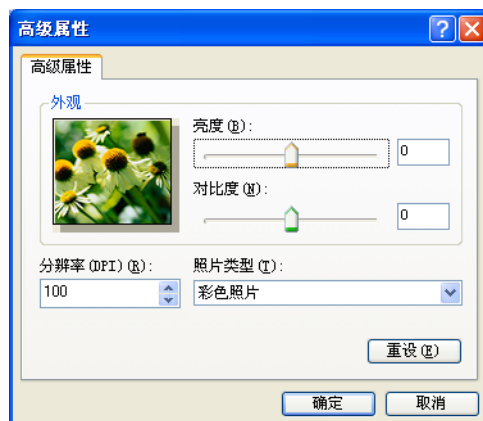 高级属性
高级属性
外观
亮度(B):
0
对比度(N):
0
分辨率(DPI)(R):
照片类型(T):
100
彩色照片
重设(E)
确定
取消